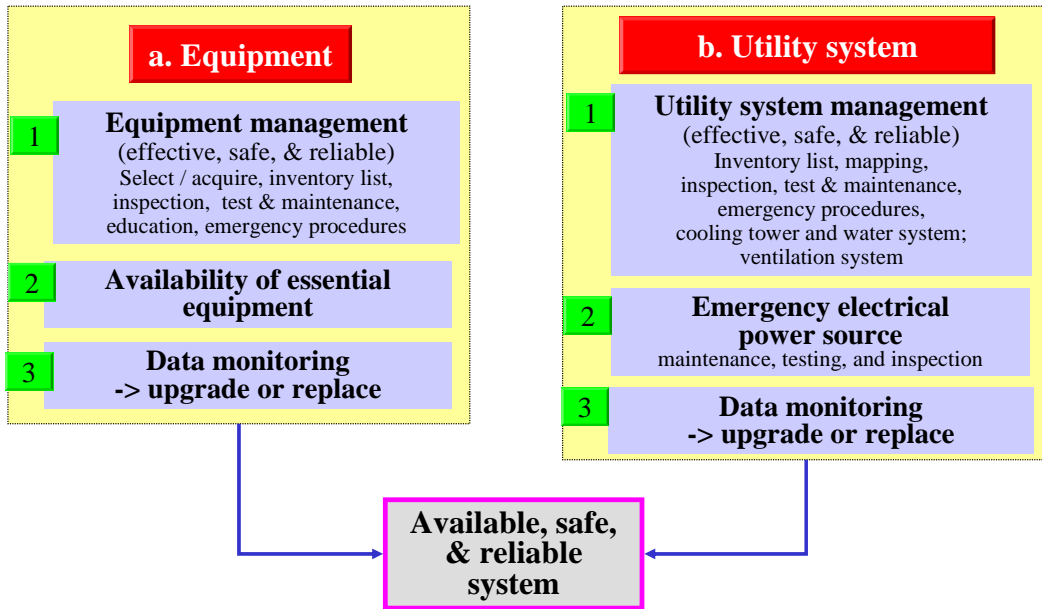 a. Equipment
1
Equipment management
(effective, safe, & reliable)
Select / acquire, inventory list,
inspection, test & maintenance,
education, emergency procedures
2
Availability of essential
equipment
3
Data monitoring
-> upgrade or replace
b. Utility system
1
Utility system management
(effective, safe, & reliable)
Inventory list, mapping,
inspection, test & maintenance,
emergency procedures,
cooling tower and water system;
ventilation system
2
Emergency electrical
power source
maintenance, testing, and inspection
3
Data monitoring
-> upgrade or replace
Available, safe,
& reliable
system